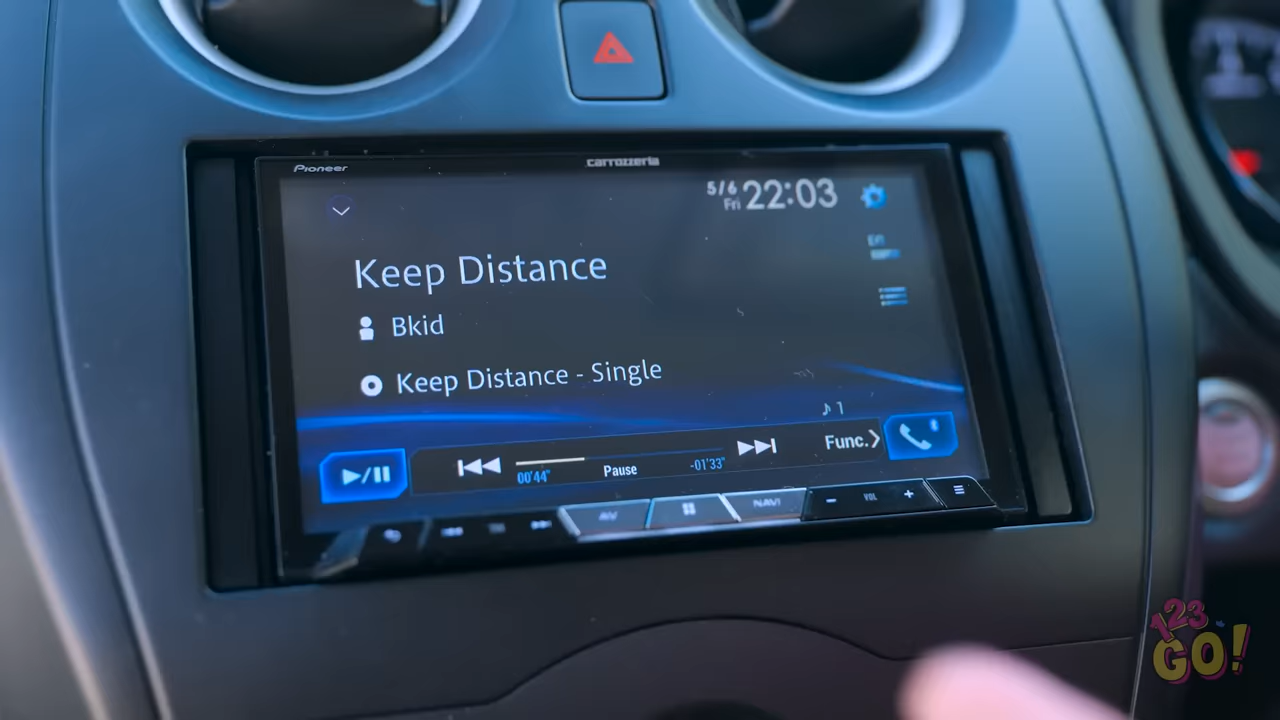 Pioneer
carrozzeria
5/6
Fri
22:03
Keep Distance
Bkid
Keep Distance - Single
1
00'44"
Pause
-01'33"
Func.
AV
NAVI
- VOL +
123
GO!